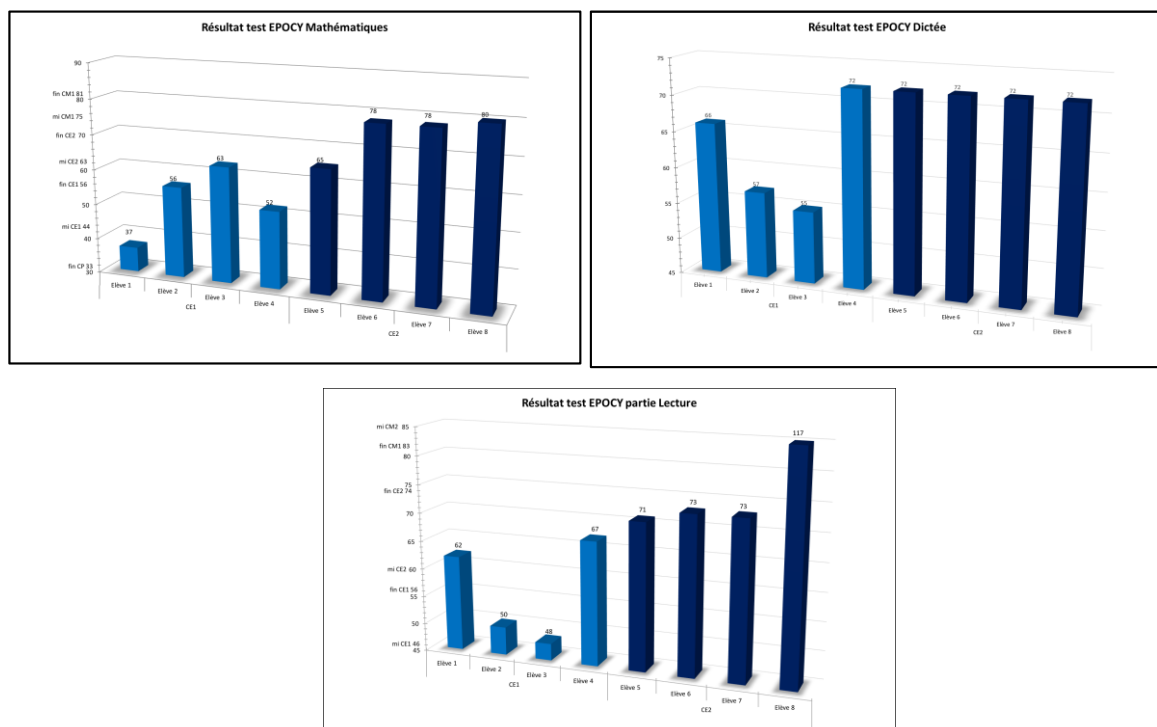 Résultat test EPOCY Mathématiques
90
fin CM1 81
80
mi CM1 75
fin CE2 70
mi CE2 63
60
fin CE1 56
50
mi CE1 44
40
fin CP 33
30
37
56
63
52
65
78
78
80
Elève 1
Elève 2
Elève 3
Elève 4
Elève 5
Elève 6
Elève 7
Elève 8
CE1
CE2
Résultat test EPOCY Dictée
75
70
65
60
55
50
45
66
57
55
72
72
72
72
72
Elève 1
Elève 2
Elève 3
Elève 4
Elève 5
Elève 6
Elève 7
Elève 8
CE1
CE2
Résultat test EPOCY partie Lecture
mi CM2 85
fin CM1 83
80
75
fin CE2 74
70
65
mi CE2 60
fin CE1 56
55
50
mi CE1 46
45
62
50
48
67
71
73
73
117
Elève 1
Elève 2
Elève 3
Elève 4
Elève 5
Elève 6
Elève 7
Elève 8
CE1
CE2